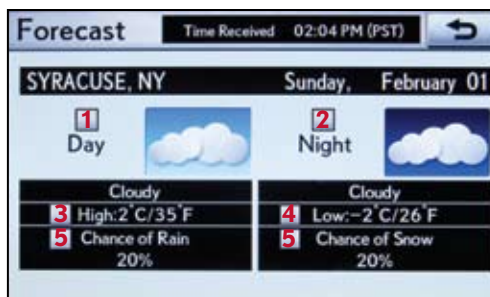 Forecast Time Received 02:04 PM (PST)
SYRACUSE, NY Sunday, February 01
1 2
Day Night
Cloudy Cloudy
3 High:2°C/35°F 4 Low:-2°C/26°F
5 Chance of Rain 5 Chance of Snow
20% 20%